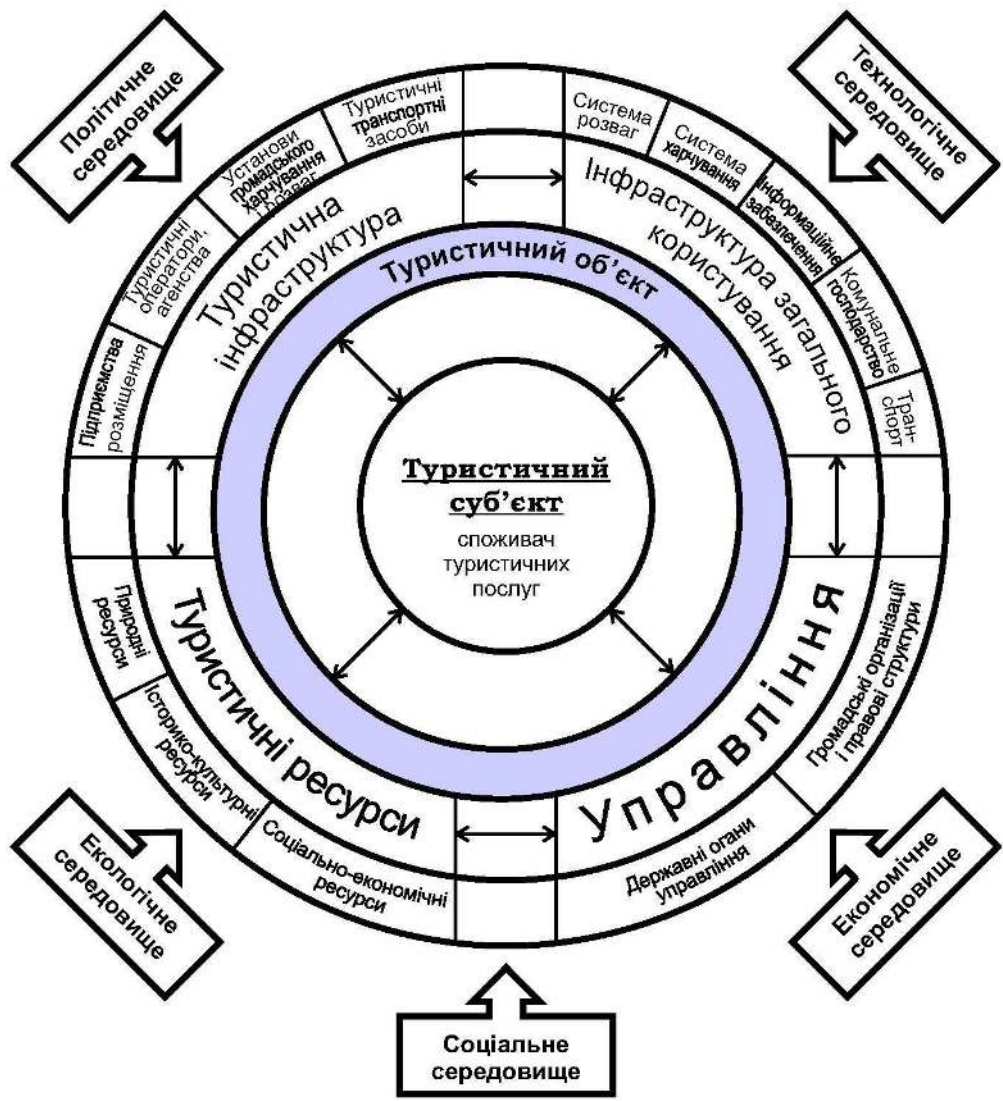 Політичне
середовище
Технологічне
середовище
Туристичні
транспортні
засоби
Система
розваг
Установи
громадського
харчування
і розваг
Система
харчування
Інформаційне
забезпечення
Туристичні
оператори,
агенства
Комунальне
господарство
Підприємства
розміщення
Тран-
спорт
Туристична
інфраструктура
Інфраструктура загального
користування
Туристичний об’єкт
Туристичний
суб’єкт
споживач
туристичних
послуг
Туристичні ресурси
Управління
Природні
ресурси
Історико-культурні
ресурси
Соціально-економічні
ресурси
Державні органи
управління
Громадські організації
і правові структури
Екологічне
середовище
Соціальне
середовище
Економічне
середовище